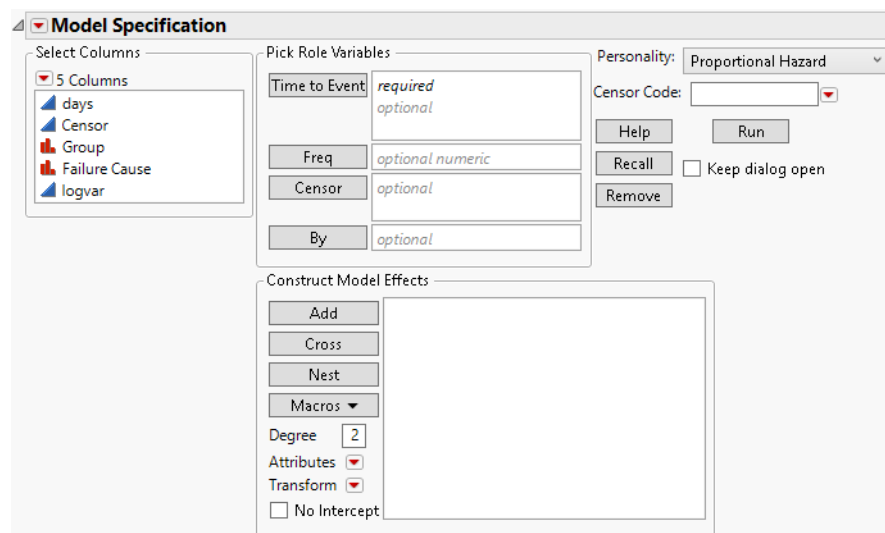 Model Specification
Select Columns
5 Columns
days
Censor
Group
Failure Cause
logvar
Pick Role Variables
Time to Event required
optional
Freq optional numeric
Censor optional
By optional
Personality: Proportional Hazard
Censor Code:
Help Run
Recall Keep dialog open
Remove
Construct Model Effects
Add
Cross
Nest
Macros
Degree 2
Attributes
Transform
No Intercept